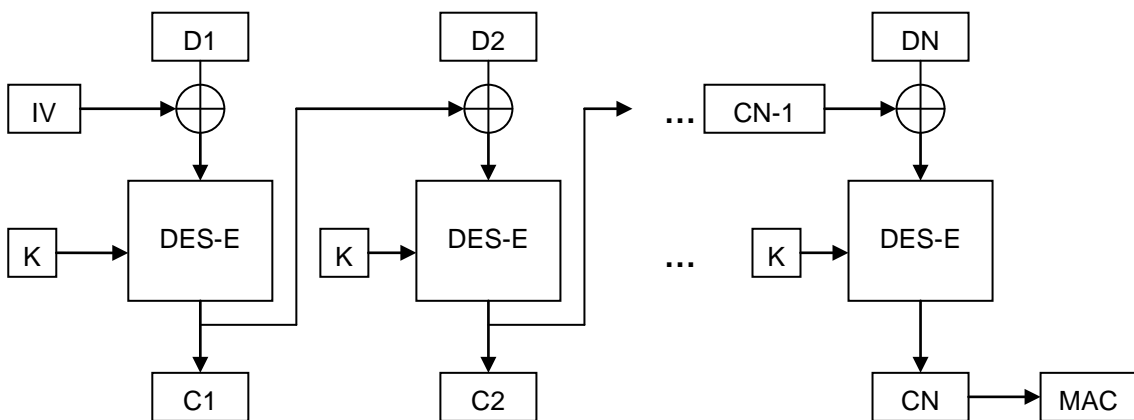 D1
D2
DN
IV
... CN-1
DES-E
DES-E
DES-E
K
K
... K
C1
C2
CN
MAC